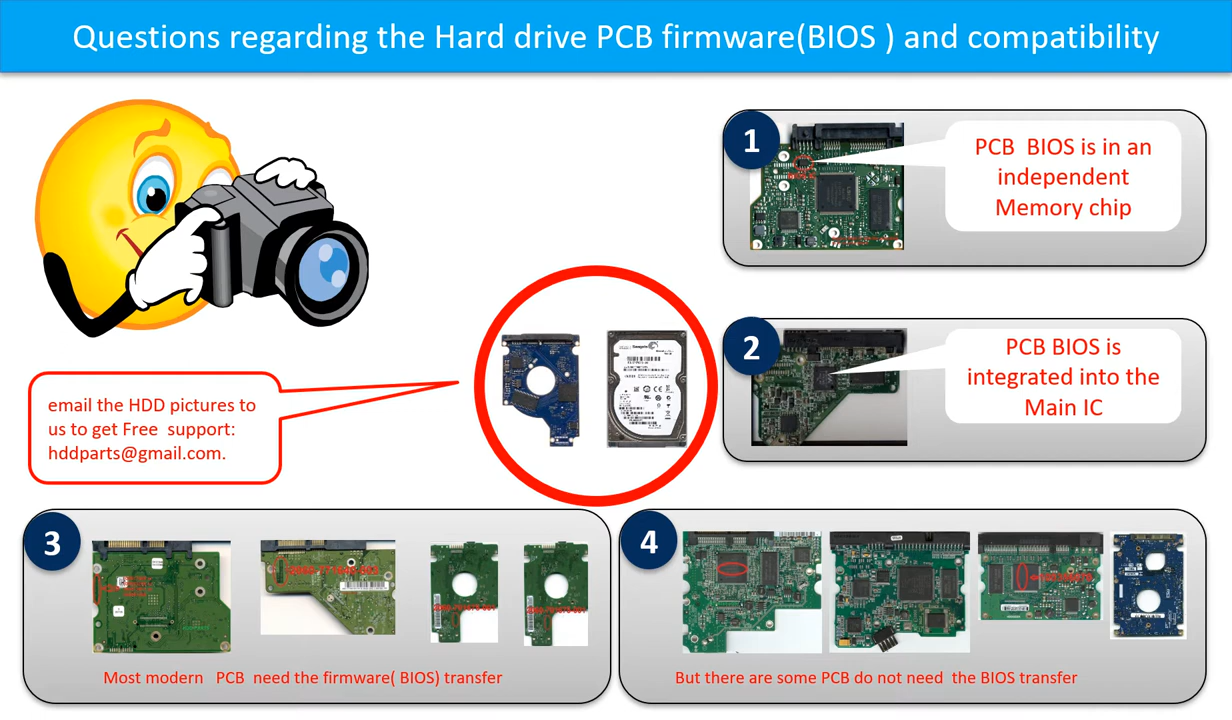 Questions regarding the Hard drive PCB firmware(BIOS ) and compatibility
1
PCB BIOS is in an
independent
Memory chip
2
PCB BIOS is
integrated into the
Main IC
email the HDD pictures to
us to get Free support:
hddparts@gmail.com.
Seagate
3
Most modern PCB need the firmware( BIOS) transfer
4
But there are some PCB do not need the BIOS transfer